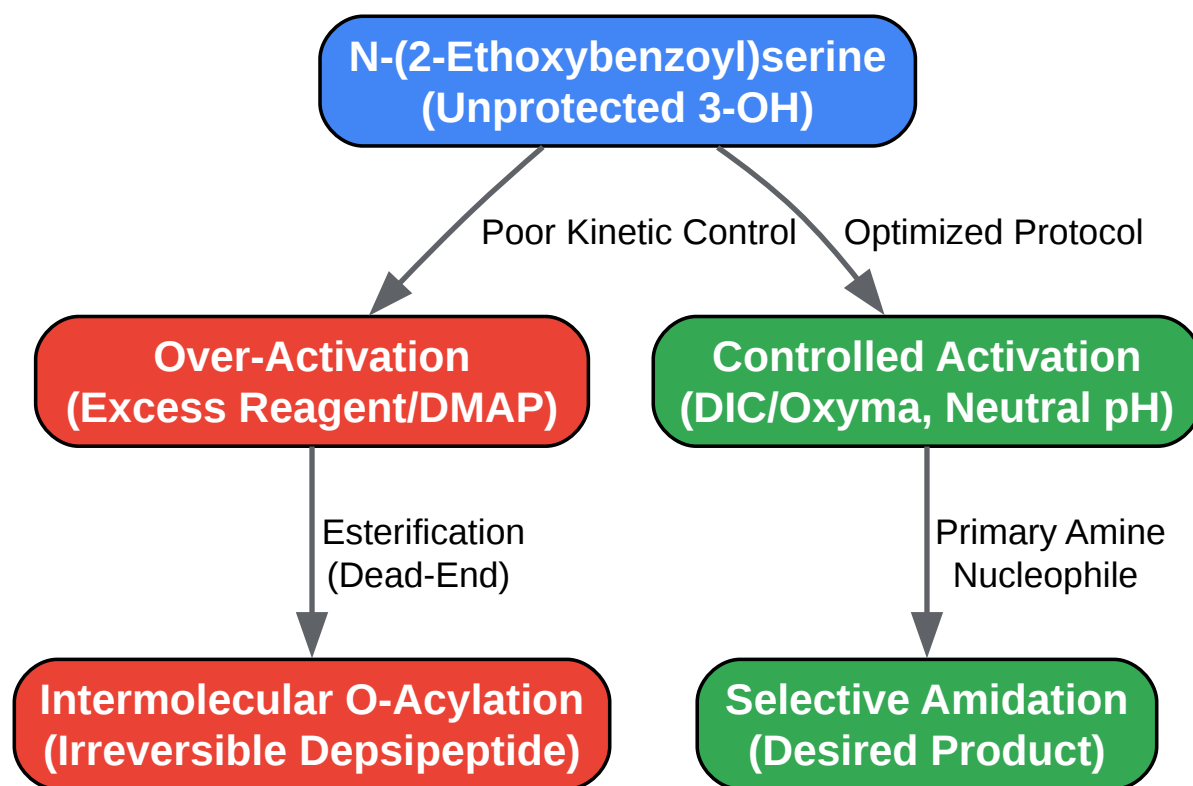 N-(2-Ethoxybenzoyl)serine
(Unprotected 3-OH)
Poor Kinetic Control
Optimized Protocol
Over-Activation
(Excess Reagent/DMAP)
Controlled Activation
(DIC/Oxyma, Neutral pH)
Esterification
(Dead-End)
Primary Amine
Nucleophile
Intermolecular O-Acylation
(Irreversible Depsipeptide)
Selective Amidation
(Desired Product)